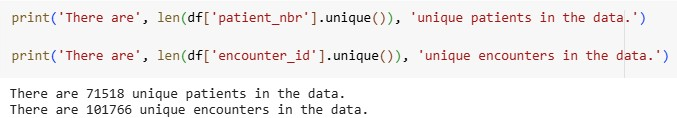 print('There are', len(df['patient_nbr'].unique()), 'unique patients in the data.')
print('There are', len(df['encounter_id'].unique()), 'unique encounters in the data.')
There are 71518 unique patients in the data.
There are 101766 unique encounters in the data.